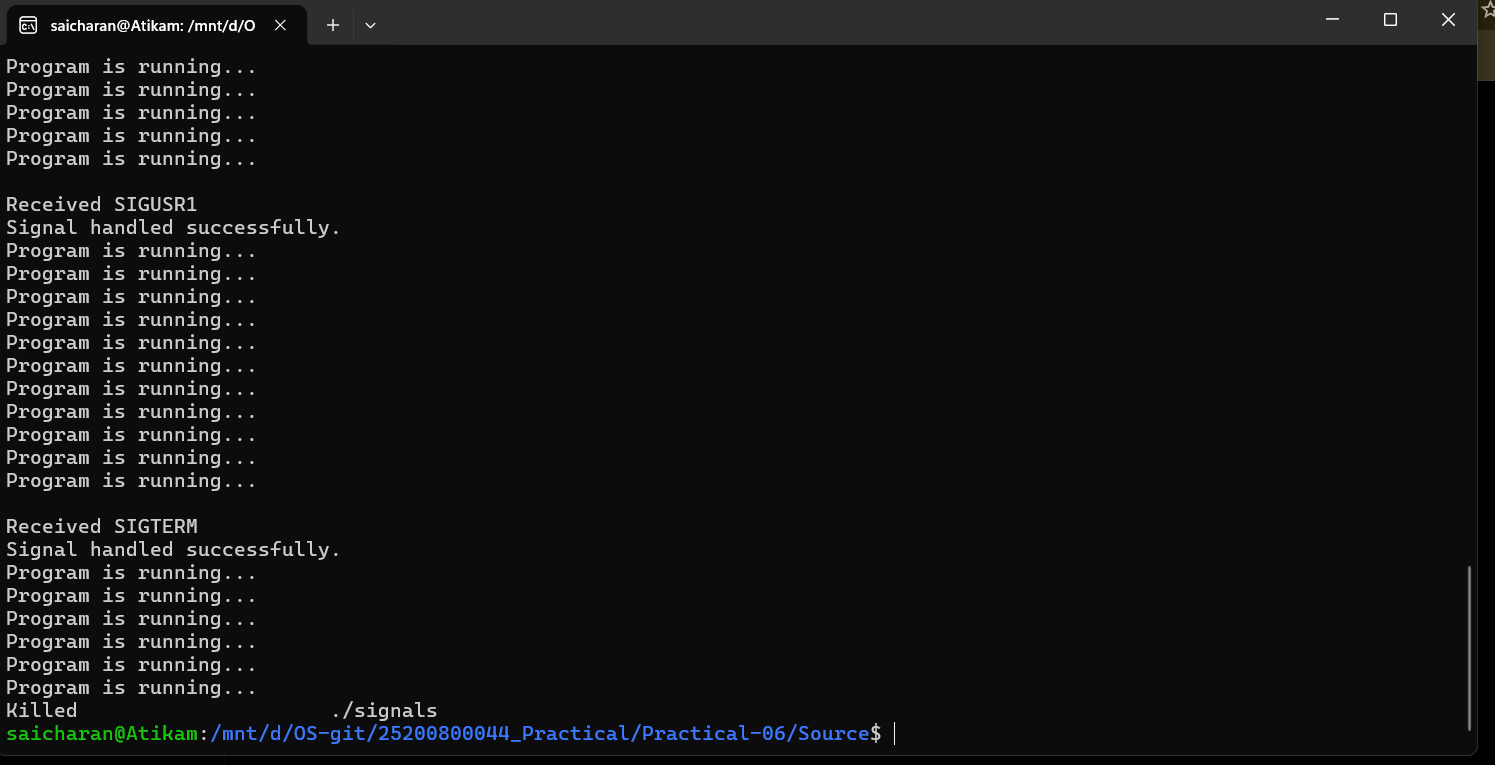 saicharan@Atikam: /mnt/d/O
Program is running...
Program is running...
Program is running...
Program is running...
Program is running...
Received SIGUSR1
Signal handled successfully.
Program is running...
Program is running...
Program is running...
Program is running...
Program is running...
Program is running...
Program is running...
Program is running...
Program is running...
Program is running...
Program is running...
Received SIGTERM
Signal handled successfully.
Program is running...
Program is running...
Program is running...
Program is running...
Program is running...
Program is running...
Killed                     ./signals
saicharan@Atikam:/mnt/d/OS-git/25200800044_Practical/Practical-06/Source$